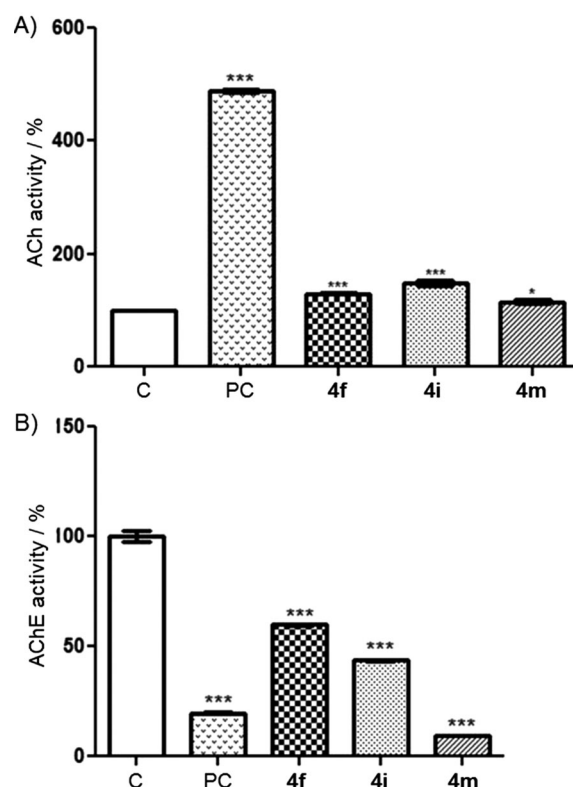 A)
600
400
200
0
ACh activity / %
***
***
***
*
C PC 4f 4i 4m
B)
150
100
50
0
AChE activity / %
***
***
***
***
C PC 4f 4i 4m